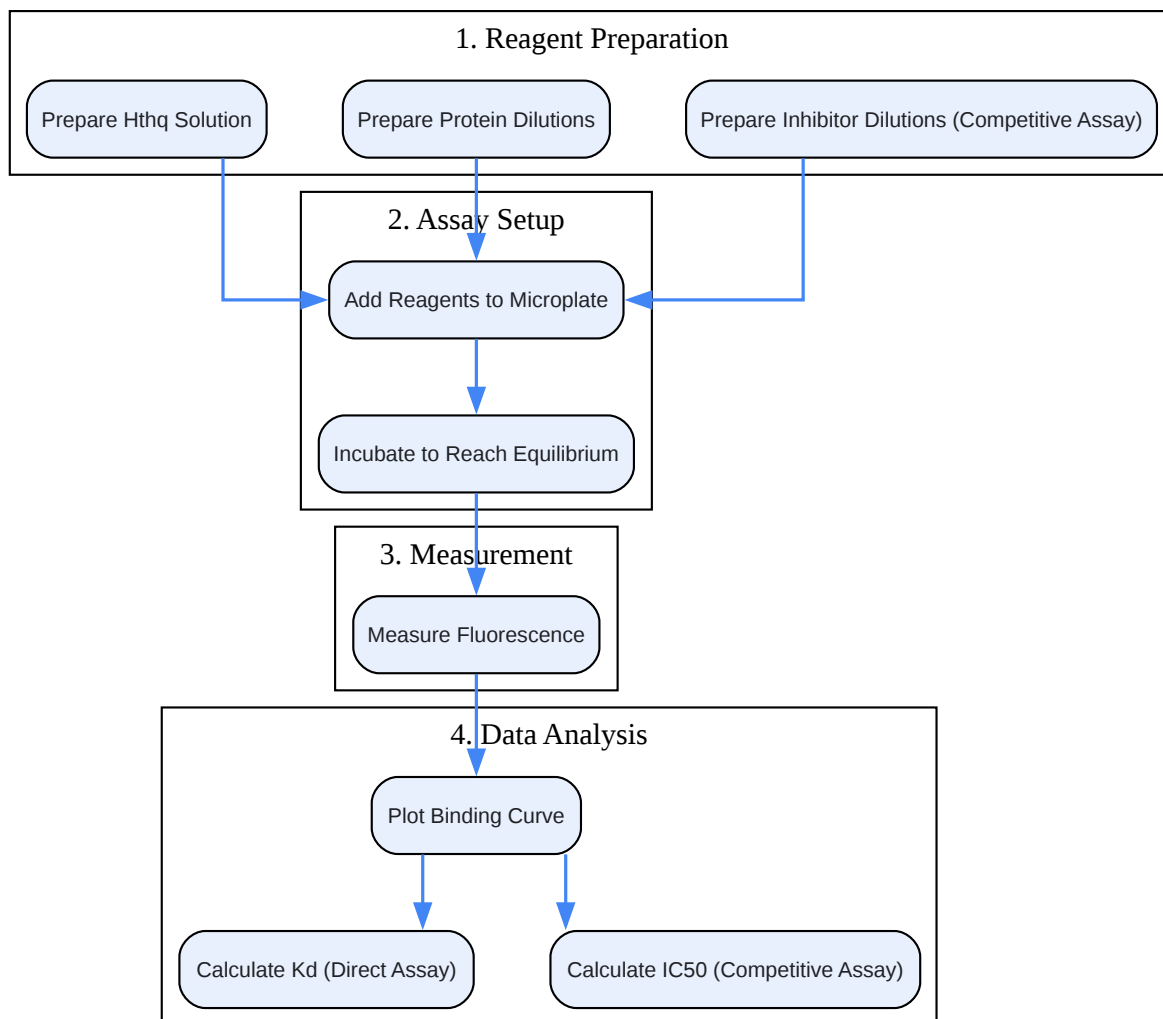 1. Reagent Preparation
Prepare Hthq Solution
Prepare Protein Dilutions
Prepare Inhibitor Dilutions (Competitive Assay)
2. Assay Setup
Add Reagents to Microplate
Incubate to Reach Equilibrium
3. Measurement
Measure Fluorescence
4. Data Analysis
Plot Binding Curve
Calculate Kd (Direct Assay)
Calculate IC50 (Competitive Assay)